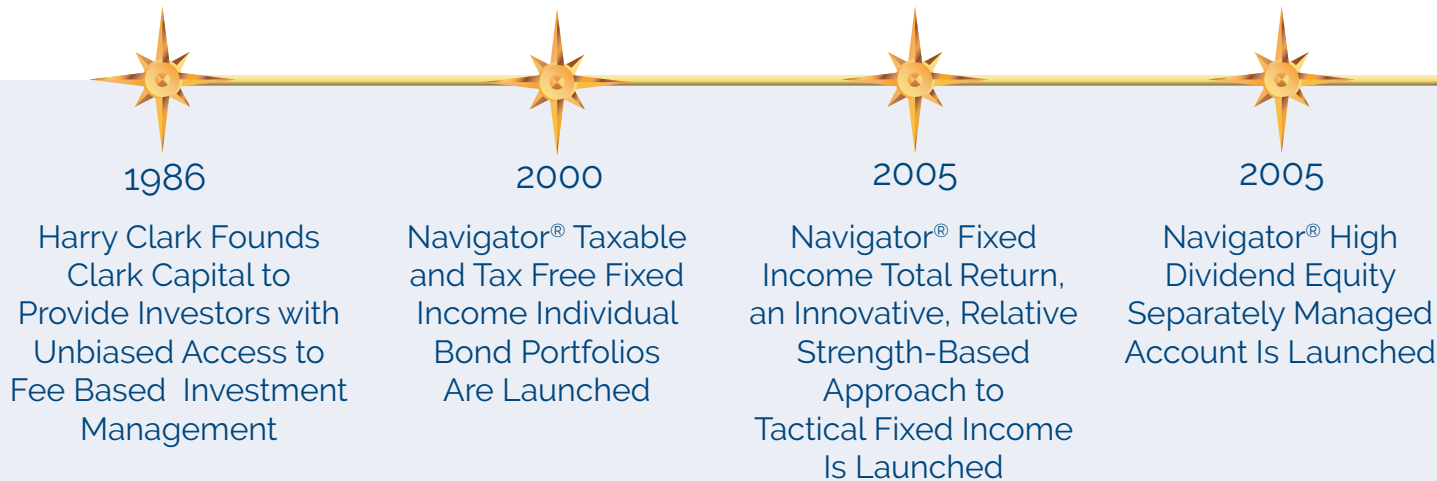 1986
Harry Clark Founds
Clark Capital to
Provide Investors with
Unbiased Access to
Fee Based  Investment
Management
2000
Navigator® Taxable
and Tax Free Fixed
Income Individual
Bond Portfolios
Are Launched
2005
Navigator® Fixed
Income Total Return,
an Innovative, Relative
Strength-Based
Approach to
Tactical Fixed Income
Is Launched
2005
Navigator® High
Dividend Equity
Separately Managed
Account Is Launched